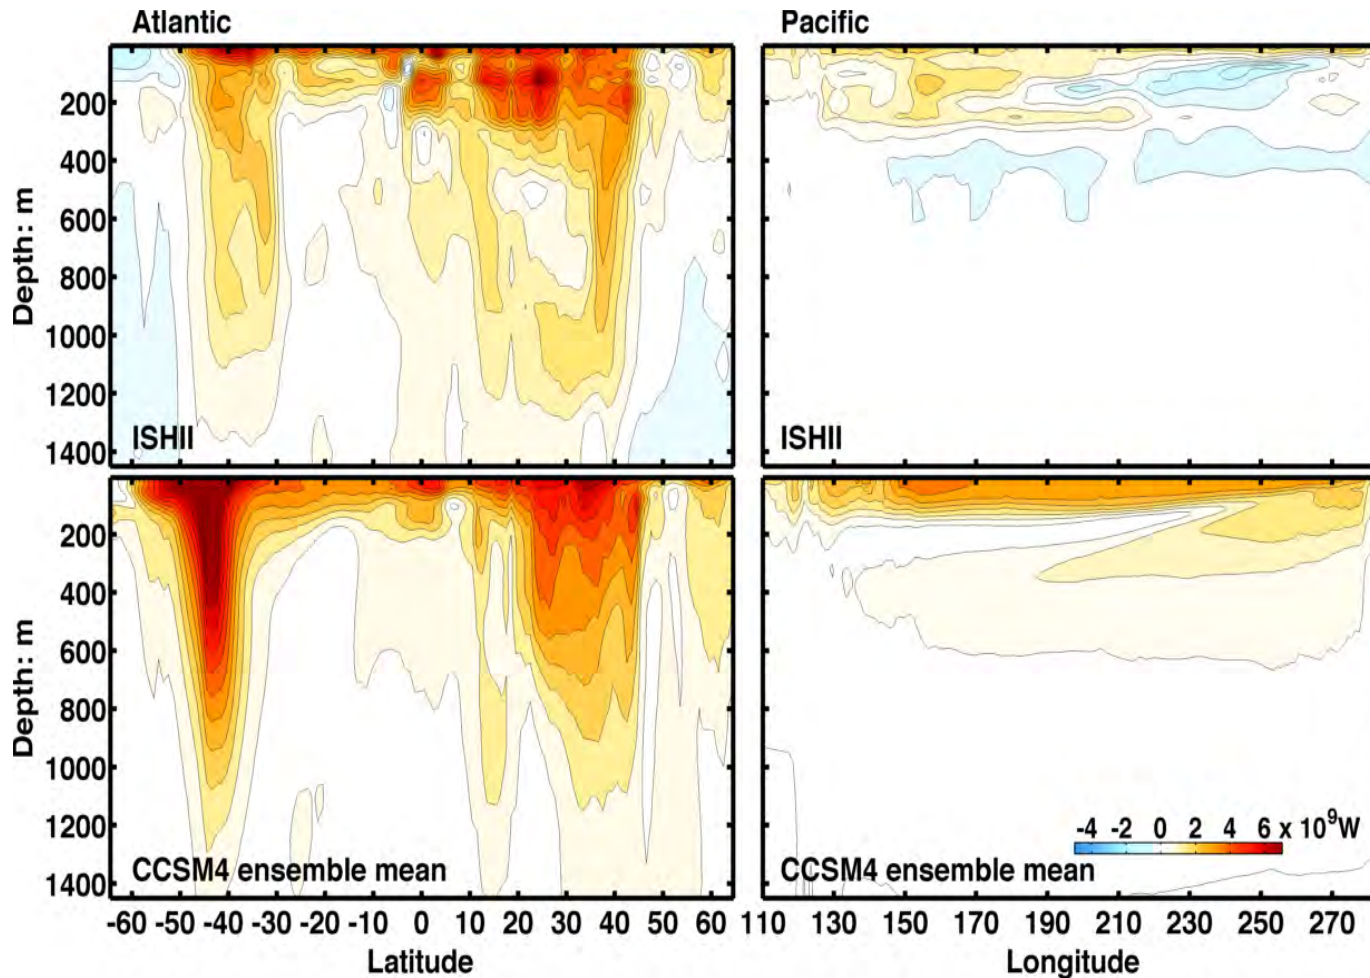 Atlantic
Pacific
Depth: m
200
400
600
800
1000
1200
1400
ISHII
ISHII
Depth: m
200
400
600
800
1000
1200
1400
CCSM4 ensemble mean
-4 -2 0 2 4 6 x 10⁹W
CCSM4 ensemble mean
-60 -50 -40 -30 -20 -10 0 10 20 30 40 50 60
110 130 150 170 190 210 230 250 270
Latitude
Longitude